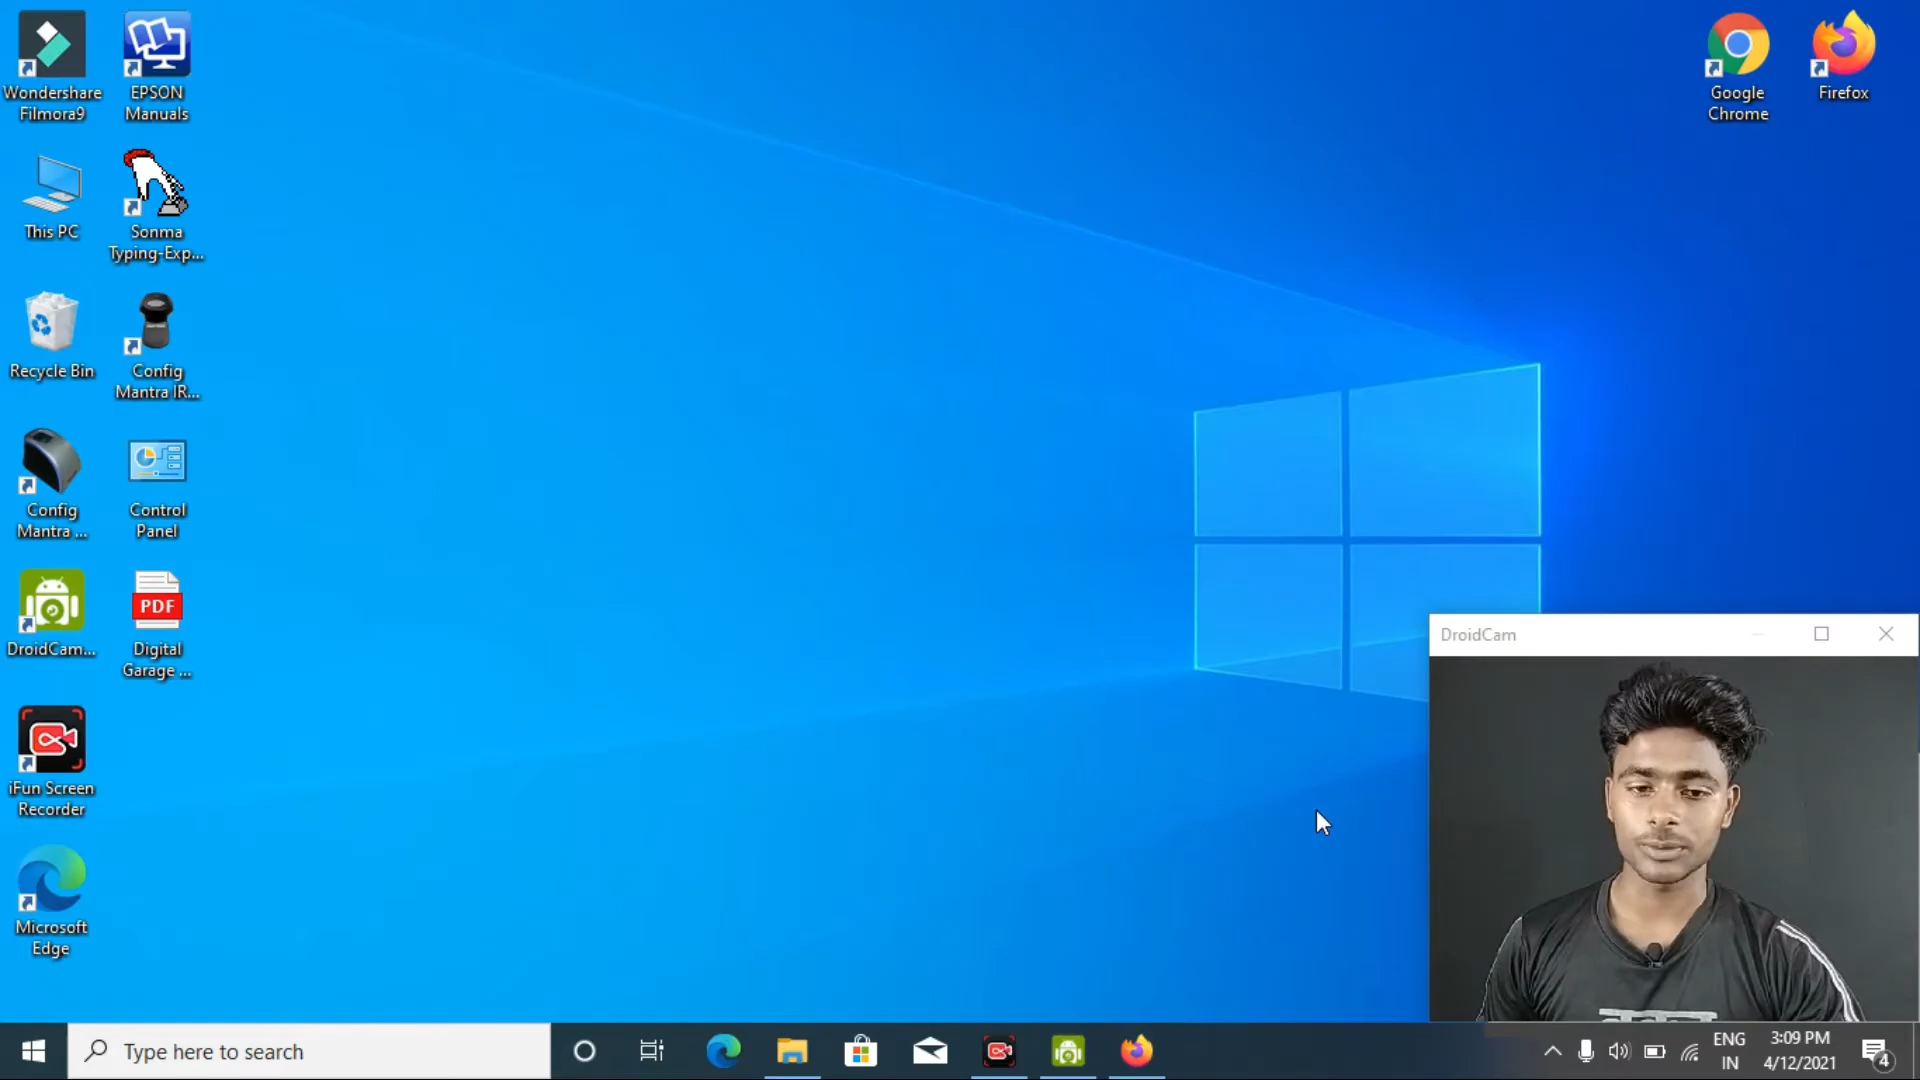 Wondershare
Filmora9
EPSON
Manuals
Google
Chrome
Firefox
This PC
Sonma
Typing-Exp...
Recycle Bin
Config
Mantra IR...
Config
Mantra ...
Control
Panel
DroidCam...
PDF
Digital
Garage ...
DroidCam
iFun Screen
Recorder
Microsoft
Edge
Type here to search
ENG
IN
3:09 PM
4/12/2021
4